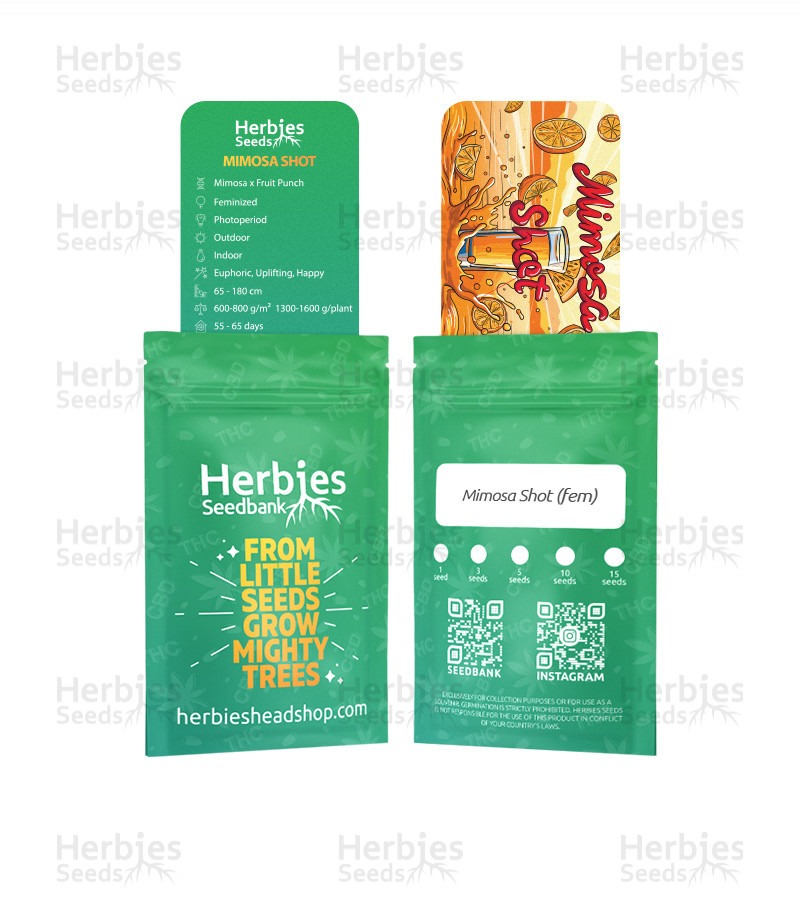 Herbies
Seeds
MIMOSA SHOT
Mimosa x Fruit Punch
Feminized
Photoperiod
Outdoor
Indoor
Euphoric, Uplifting, Happy
65 - 180 cm
600-800 g/m² 1300-1600 g/plant
55 - 65 days
Mimosa
Shot
Herbies
Seedbank
FROM
LITTLE
SEEDS
GROW
MIGHTY
TREES
herbiesheadshop.com
Mimosa Shot (fem)
1 seed
3 seeds
5 seeds
10 seeds
15 seeds
SEEDBANK
INSTAGRAM
EXCLUSIVELY FOR COLLECTION PURPOSES OR FOR USE AS A
SOUVENIR. GERMINATION IS STRICTLY PROHIBITED. HERBIES SEEDS
IS NOT RESPONSIBLE FOR THE USE OF THIS PRODUCT IN CONFLICT
OF YOUR COUNTRY'S LAWS.
THC
CBD
Herbies
Seeds